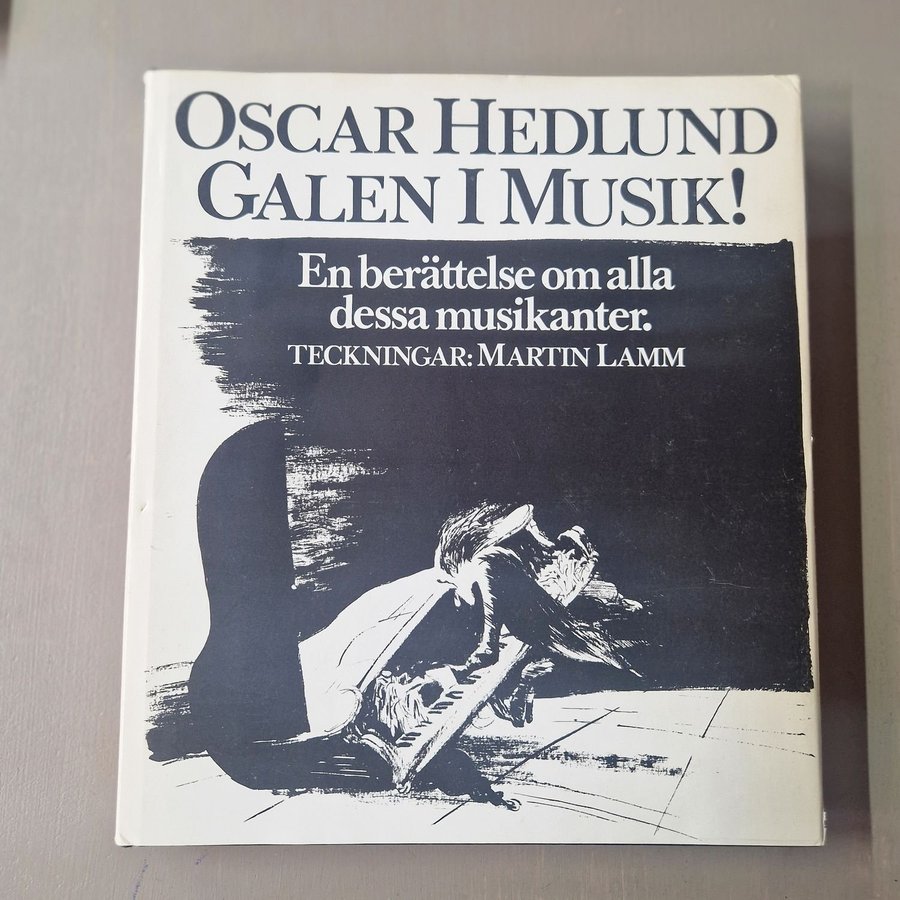 OSCAR HEDLUND
GALEN I MUSIK!
En berättelse om alla
dessa musikanter.
TECKNINGAR: MARTIN LAMM